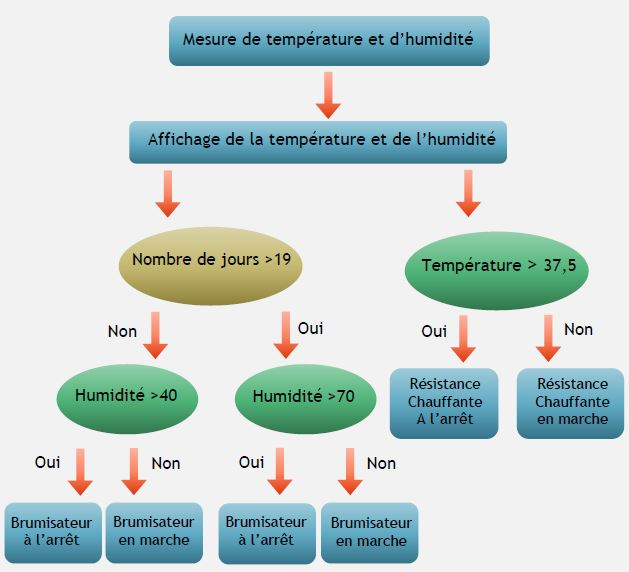 Mesure de température et d'humidité
Affichage de la température et de l'humidité
Nombre de jours >19
Température > 37,5
Non
Oui
Oui
Non
Humidité >40
Humidité >70
Résistance
Chauffante
A l'arrêt
Résistance
Chauffante
en marche
Oui
Non
Oui
Non
Brumisateur
à l'arrêt
Brumisateur
en marche
Brumisateur
à l'arrêt
Brumisateur
en marche